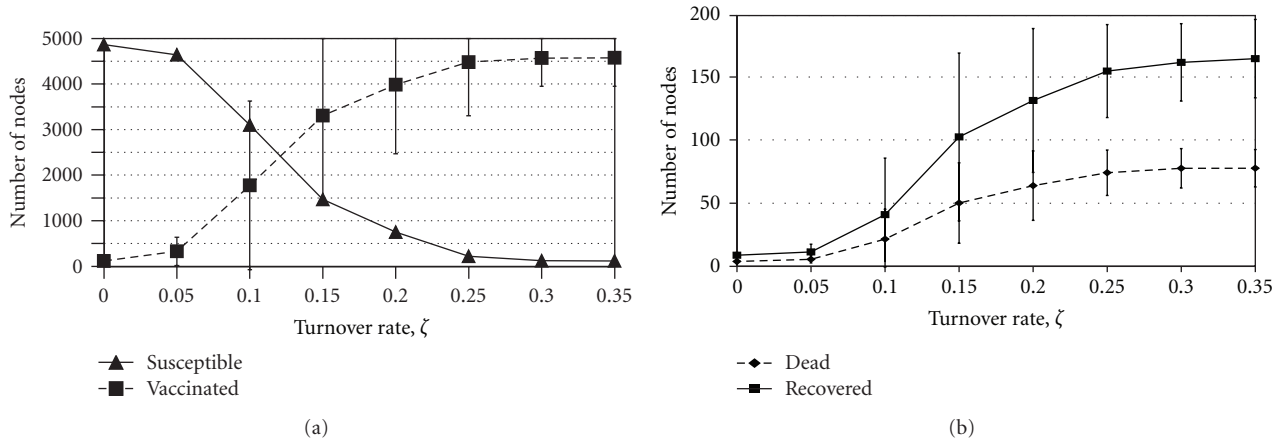 Number of nodes
5000
4000
3000
2000
1000
0
0 0.05 0.1 0.15 0.2 0.25 0.3 0.35
Turnover rate, ζ
Susceptible
Vaccinated
(a)
Number of nodes
200
150
100
50
0
0 0.05 0.1 0.15 0.2 0.25 0.3 0.35
Turnover rate, ζ
Dead
Recovered
(b)